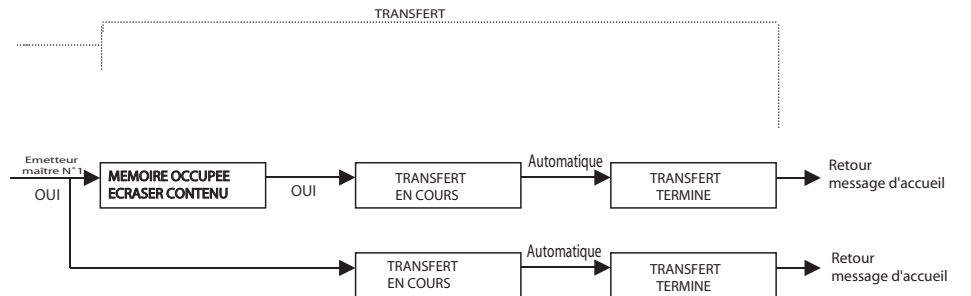 TRANSFERT
Emetteur
maître N°1
OUI
MEMOIRE OCCUPEE
ECRASER CONTENU
OUI
TRANSFERT
EN COURS
Automatique
TRANSFERT
TERMINE
Retour
message d'accueil
TRANSFERT
EN COURS
Automatique
TRANSFERT
TERMINE
Retour
message d'accueil